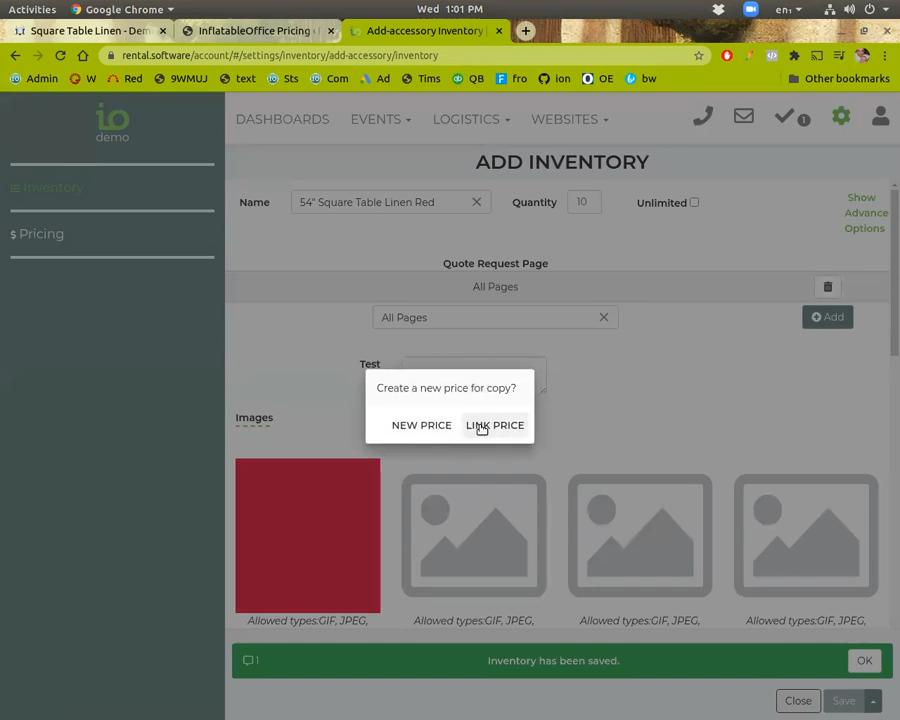 Activities
Google Chrome
Wed 1:01 PM
en₁
Square Table Linen - Dem
InflatableOffice Pricing
Add-accessory Inventory
rental.software/account/#/settings/inventory/add-accessory/inventory
Admin W Red 9WMUJ text Sts Com Ad Tims QB fro ion OE bw Other bookmarks
io
demo
DASHBOARDS EVENTS LOGISTICS WEBSITES 1
Inventory
$ Pricing
ADD INVENTORY
Name 54" Square Table Linen Red Quantity 10 Unlimited
Show
Advance
Options
Quote Request Page
All Pages
All Pages
Add
Test
Create a new price for copy?
NEW PRICE LINK PRICE
Images
Allowed types:GIF, JPEG, Allowed types:GIF, JPEG, Allowed types:GIF, JPEG, Allowed types:GIF, JPEG,
1 Inventory has been saved. OK
Close Save